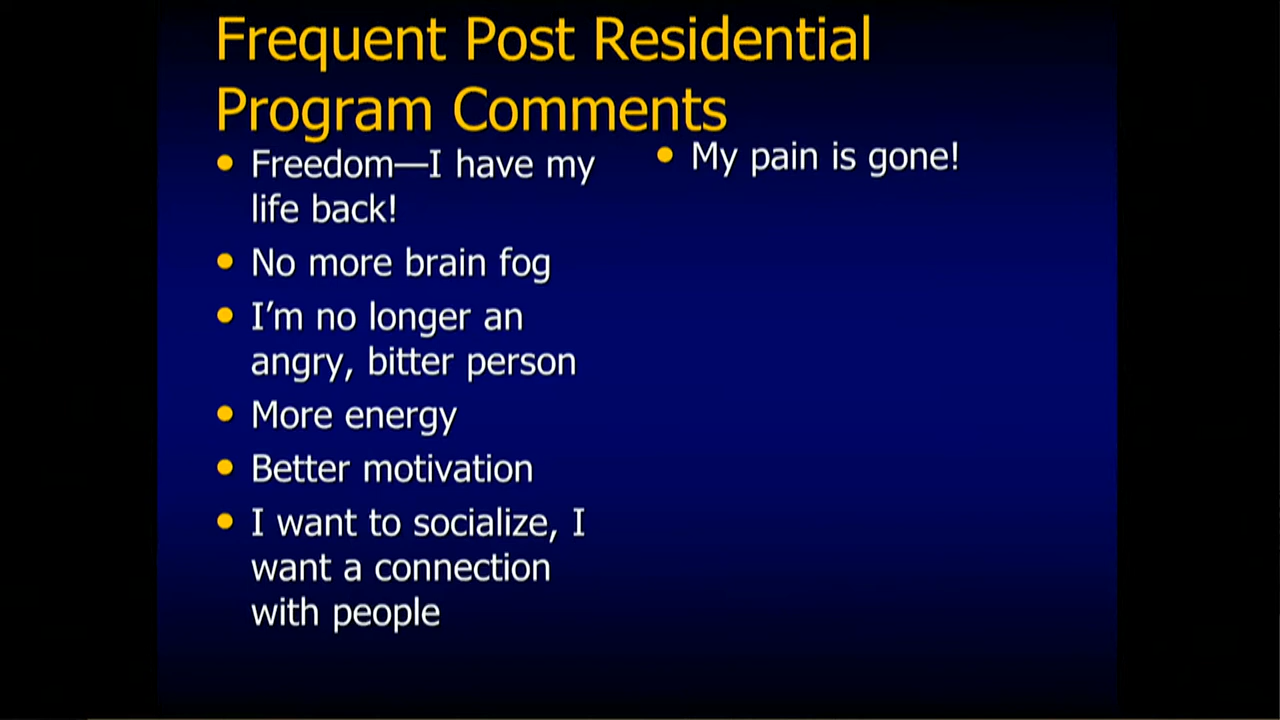 Frequent Post Residential
Program Comments
• Freedom—I have my
life back!
• No more brain fog
• I’m no longer an
angry, bitter person
• More energy
• Better motivation
• I want to socialize, I
want a connection
with people
• My pain is gone!